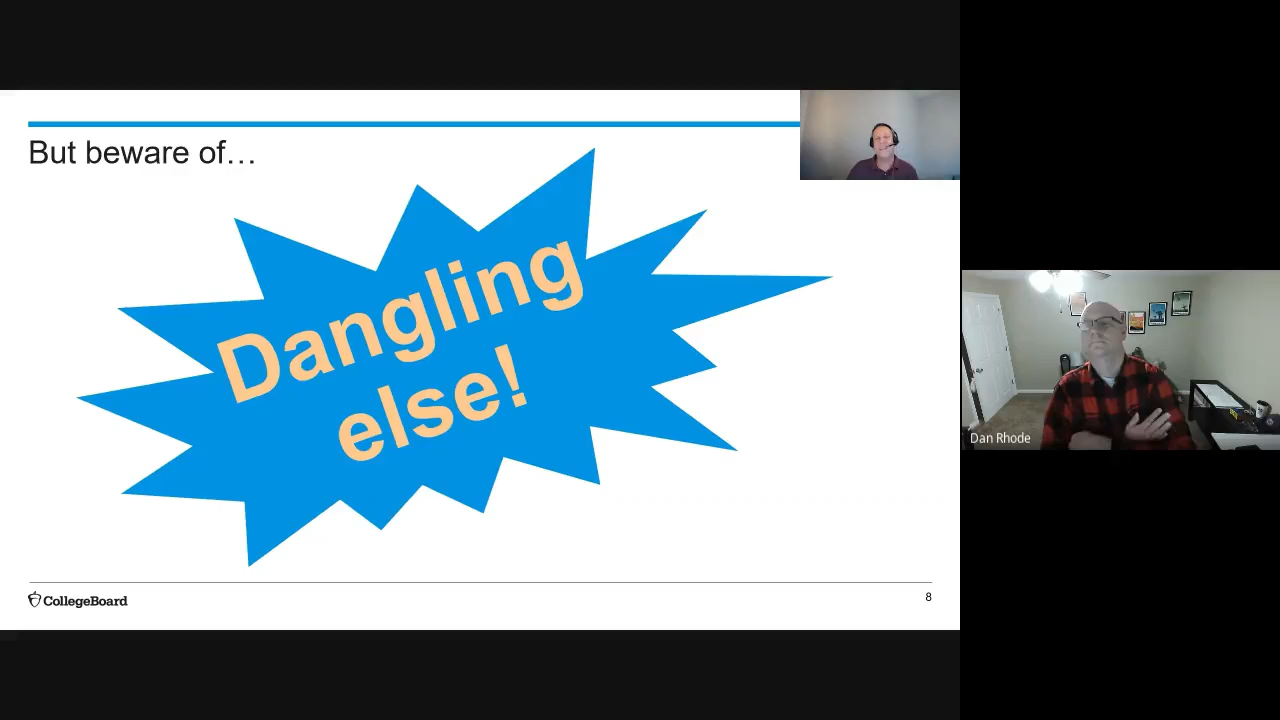 But beware of…
Dangling
else!
CollegeBoard
8
Dan Rhode